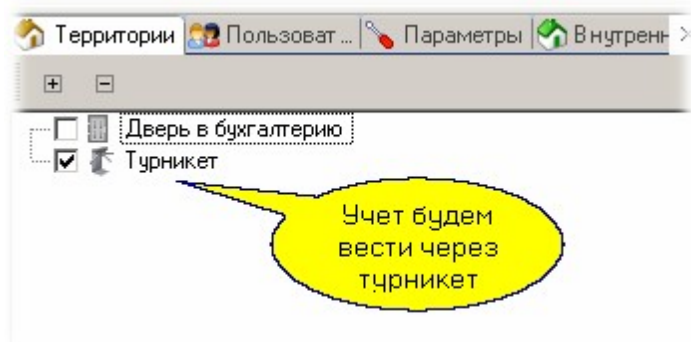 Территории Пользоват ... Параметры Внутренн
Дверь в бухгалтерию
Турникет
Учет будем
вести через
турникет